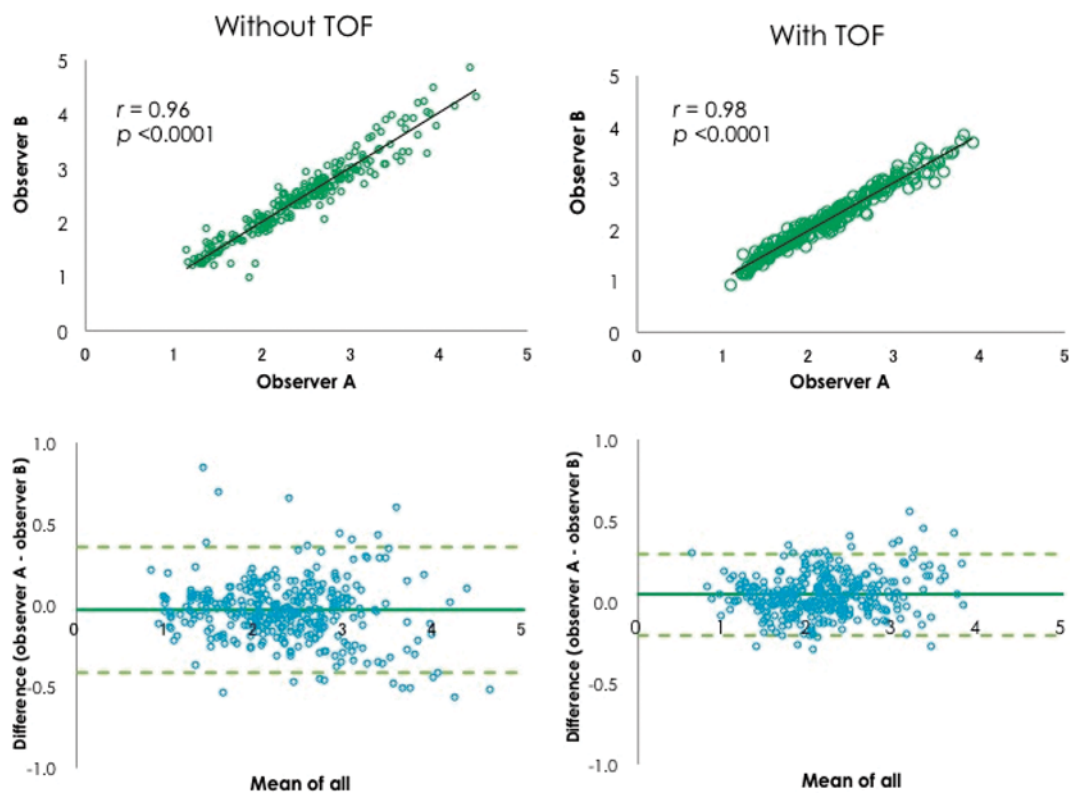 Without TOF
With TOF
5
4
3
2
1
0
r = 0.96
p <0.0001
Observer B
0 1 2 3 4 5
Observer A
5
4
3
2
1
0
r = 0.98
p <0.0001
Observer B
0 1 2 3 4 5
Observer A
1.0
0.5
0.0
-0.5
-1.0
Difference (observer A - observer B)
0 1 2 3 4 5
Mean of all
1.0
0.5
0.0
-0.5
-1.0
Difference (observer A - observer B)
0 1 2 3 4 5
Mean of all